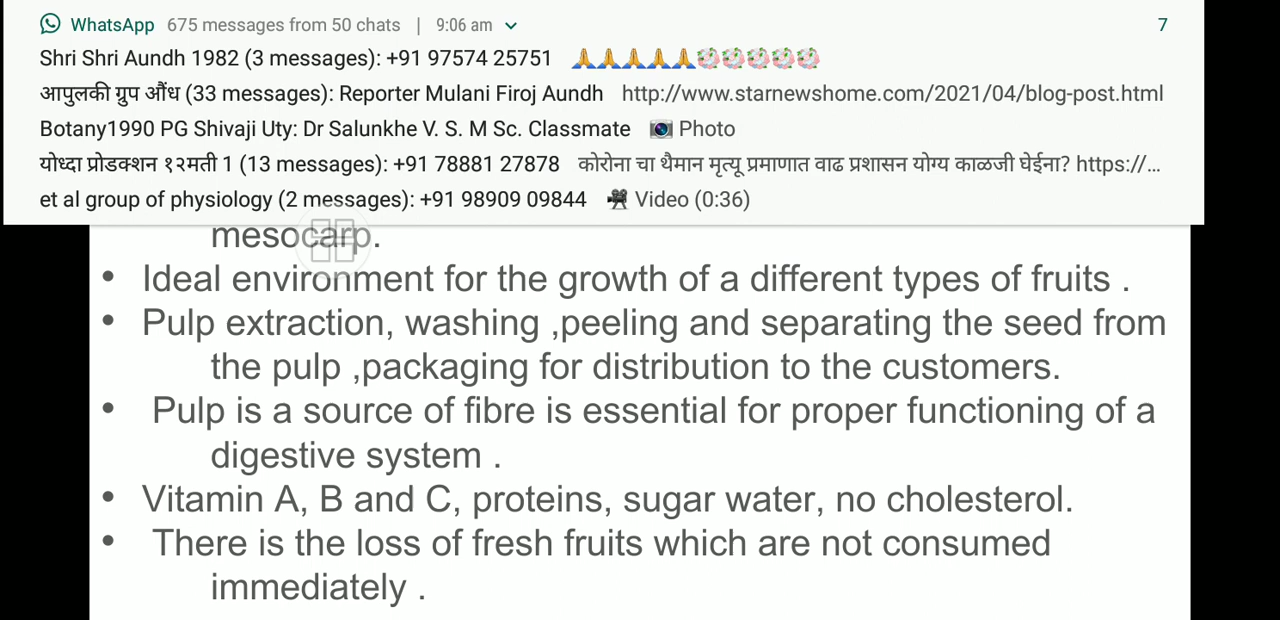 WhatsApp 675 messages from 50 chats | 9:06 am 7
Shri Shri Aundh 1982 (3 messages): +91 97574 25751 🙏🙏🙏🙏🙏💐💐💐💐💐
आपुलकी ग्रुप औंध (33 messages): Reporter Mulani Firoj Aundh http://www.starnewshome.com/2021/04/blog-post.html
Botany1990 PG Shivaji Uty: Dr Salunkhe V. S. M Sc. Classmate 📷 Photo
योध्दा प्रोडक्शन १२मती 1 (13 messages): +91 78881 27878 कोरोना चा थैमान मृत्यू प्रमाणात वाढ प्रशासन योग्य काळजी घेईना? https://…
et al group of physiology (2 messages): +91 98909 09844 🎥 Video (0:36)
mesocarp.
• Ideal environment for the growth of a different types of fruits .
• Pulp extraction, washing ,peeling and separating the seed from
the pulp ,packaging for distribution to the customers.
• Pulp is a source of fibre is essential for proper functioning of a
digestive system .
• Vitamin A, B and C, proteins, sugar water, no cholesterol.
• There is the loss of fresh fruits which are not consumed
immediately .